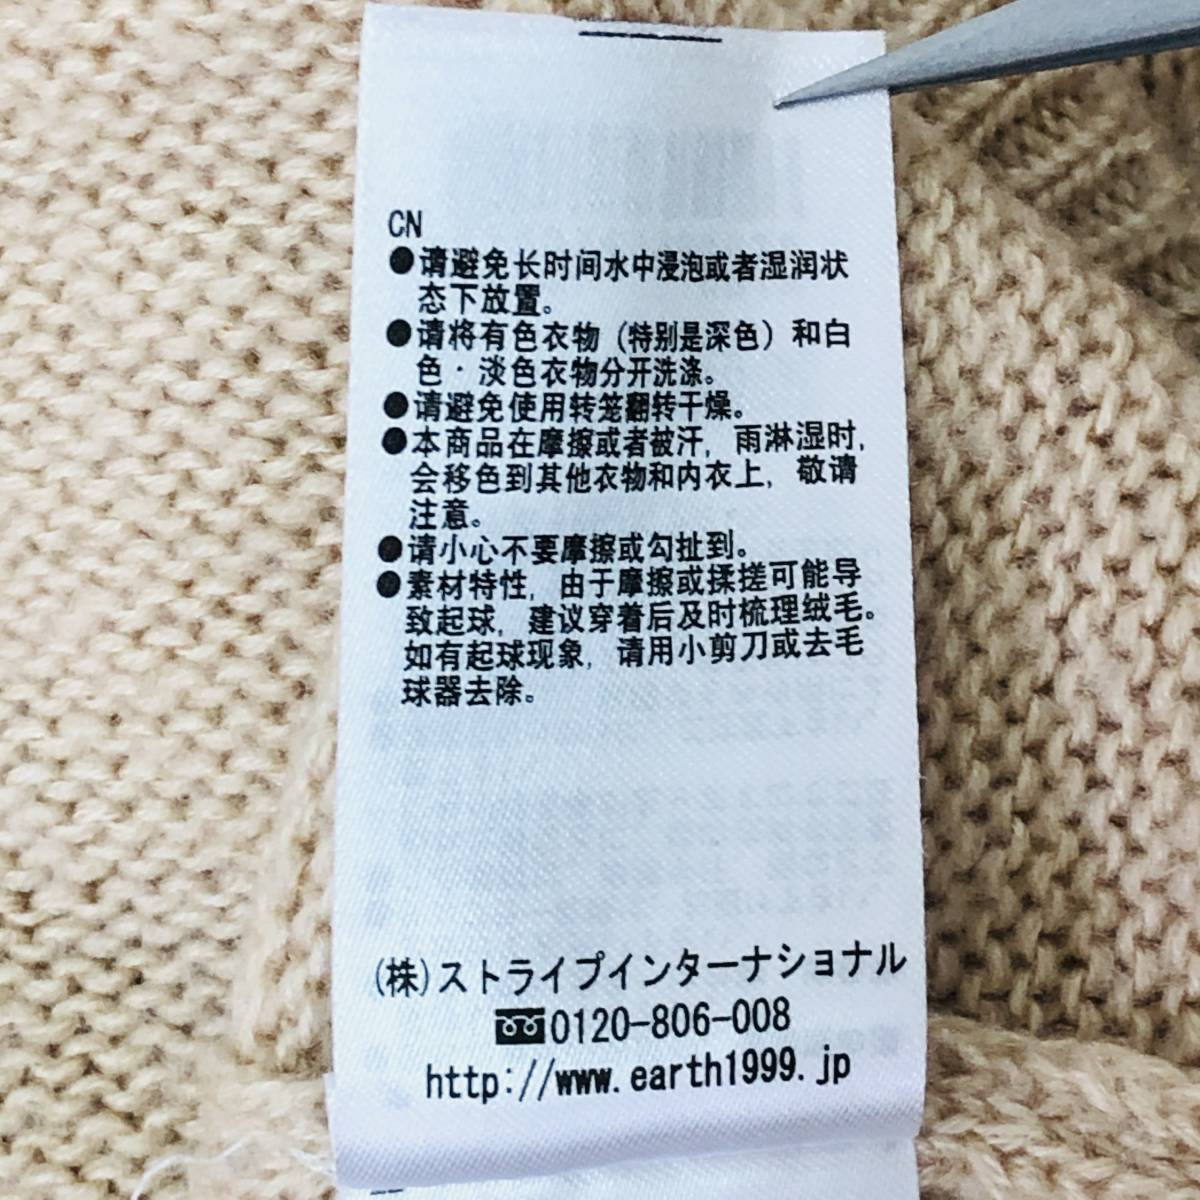 CN
●请避免长时间水中浸泡或者湿润状
态下放置。
●请将有色衣物（特别是深色）和白
色・淡色衣物分开洗涤。
●请避免使用转笼翻转干燥。
●本商品在摩擦或者被汗，雨淋湿时，
会移色到其他衣物和内衣上，敬请
注意。
●请小心不要摩擦或勾扯到。
●素材特性，由于摩擦或揉搓可能导
致起球，建议穿着后及时梳理绒毛。
如有起球现象，请用小剪刀或去毛
球器去除。
(株)ストライプインターナショナル
0120-806-008
http://www.earth1999.jp